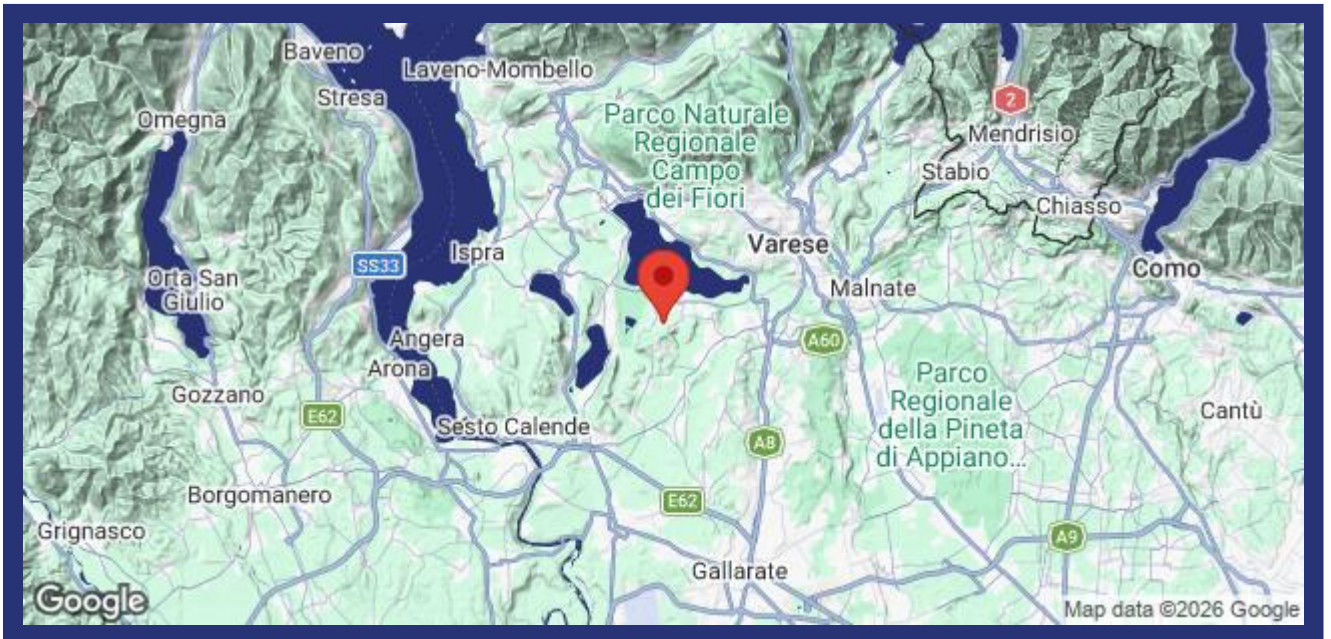 Baveno
Laveno-Mombello
Stresa
Omegna
Parco Naturale
Regionale
Campo
dei Fiori
2
Mendrisio
Stabio
Chiasso
Varese
Ispra
SS33
Orta San
Giulio
Malnate
Como
Angera
Arona
A60
Gozzano
E62
Parco
Regionale
della Pineta
di Appiano...
Cantù
Sesto Calende
A8
Borgomanero
E62
Grignasco
A9
Gallarate
Google
Map data ©2026 Google